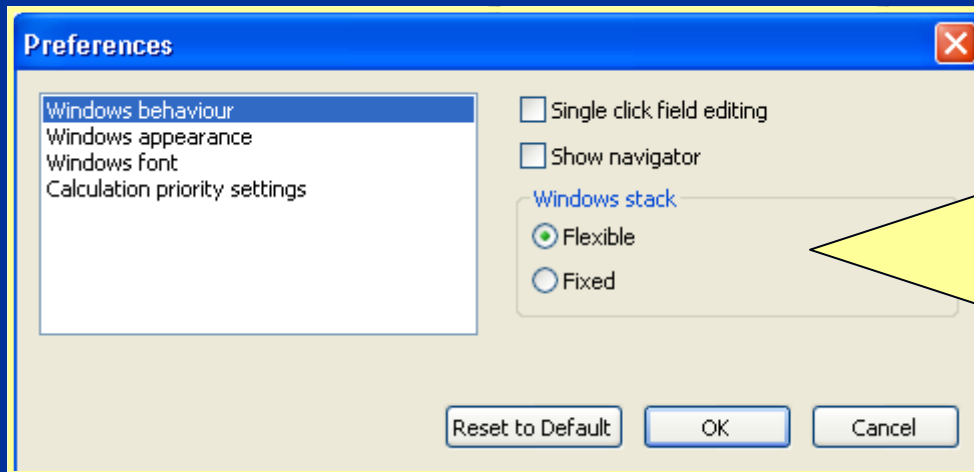 Preferences
Windows behaviour
Windows appearance
Windows font
Calculation priority settings
Single click field editing
Show navigator
Windows stack
Flexible
Fixed
Reset to Default
OK
Cancel